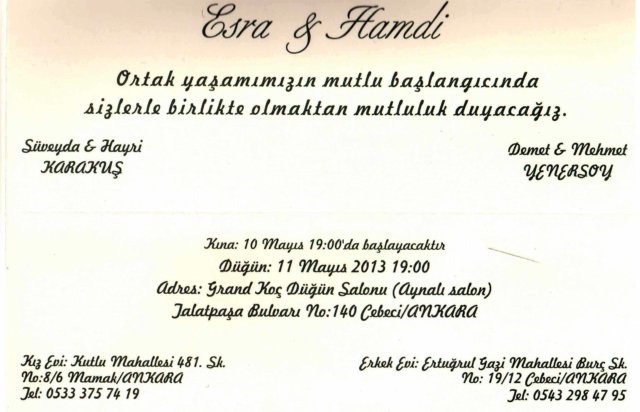 Esra & Hamdi
Ortak yaşamımızın mutlu başlangıcında
sizlerle birlikte olmaktan mutluluk duyacağız.
Süveyda & Hayri
KARAKUŞ
Demet & Mehmet
YENERSOY
Kına: 10 Mayıs 19:00'da başlayacaktır
Düğün: 11 Mayıs 2013 19:00
Adres: Grand Koç Düğün Salonu (Aynalı salon)
Talatpaşa Bulvarı No:140 Cebeci/ANKARA
Kız Evi: Kutlu Mahallesi 481. Sk.
No:8/6 Mamak/ANKARA
Tel: 0533 375 74 19
Erkek Evi: Ertuğrul Gazi Mahallesi Burç Sk.
No: 19/12 Cebeci/ANKARA
Tel: 0543 298 47 95